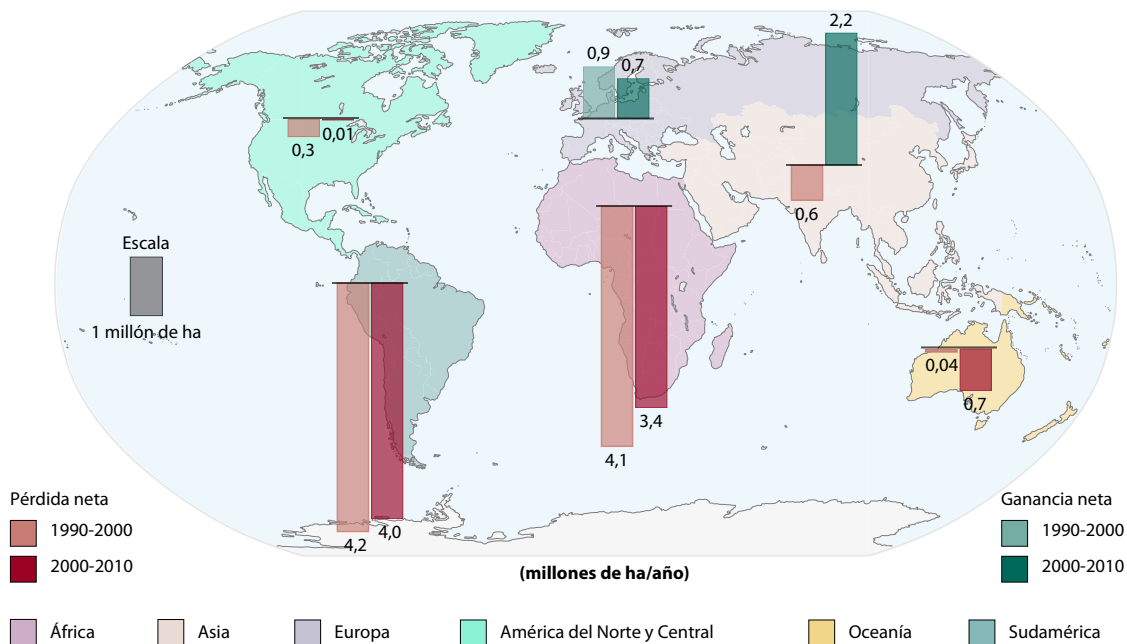 2,2
0,9
0,7
0,01
0,3
0,6
Escala
1 millón de ha
0,04
0,7
3,4
4,1
4,0
4,2
Pérdida neta
1990-2000
2000-2010
Ganancia neta
1990-2000
2000-2010
(millones de ha/año)
África
Asia
Europa
América del Norte y Central
Oceanía
Sudamérica